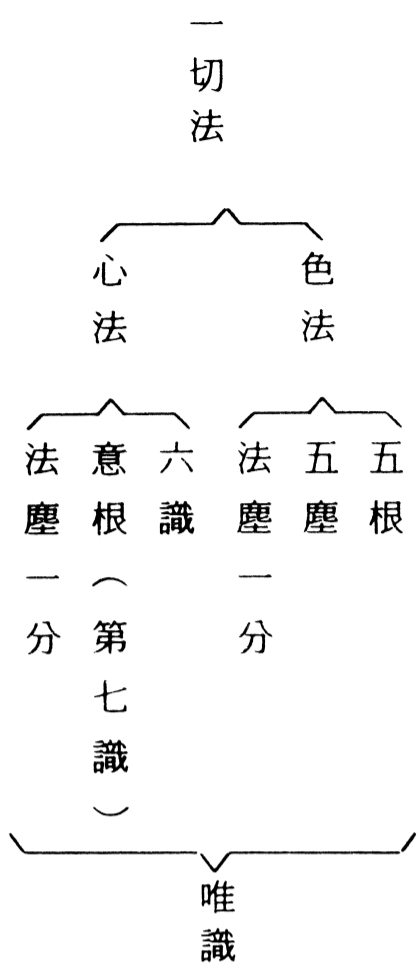 一切法
色法
心法
五根
五塵
法塵一分
六識
意根（第七識）
法塵一分
唯識